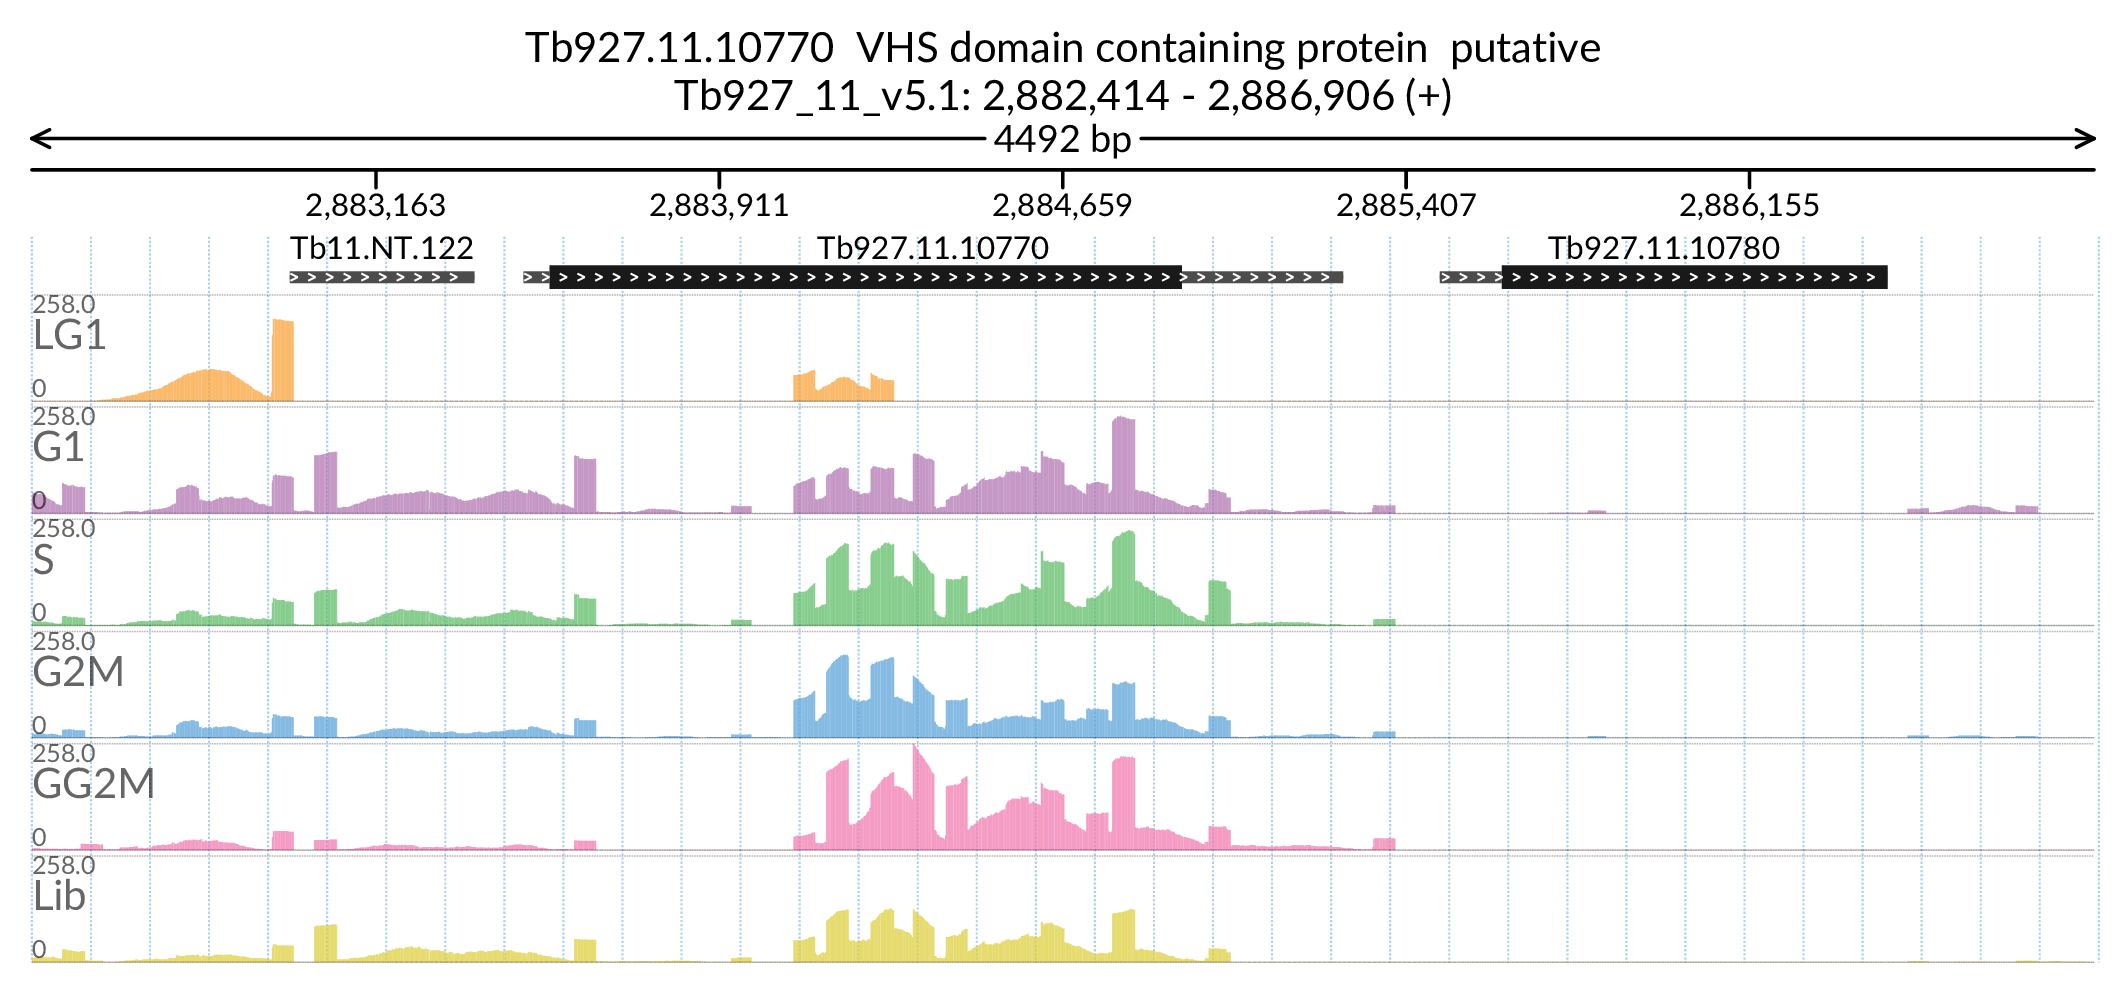 Tb927.11.10770  VHS domain containing protein  putative
Tb927_11_v5.1: 2,882,414 - 2,886,906 (+)
4492 bp
2,883,163 2,883,911 2,884,659 2,885,407 2,886,155
Tb11.NT.122 Tb927.11.10770 Tb927.11.10780
258.0
LG1
0
258.0
G1
0
258.0
S
0
258.0
G2M
0
258.0
GG2M
0
258.0
Lib
0